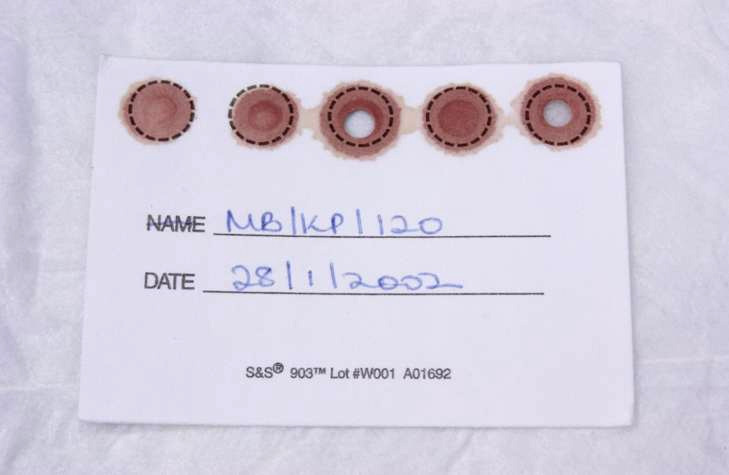 NAME MB/KP/120
DATE 28/1/2002
S&S® 903™ Lot #W001 A01692